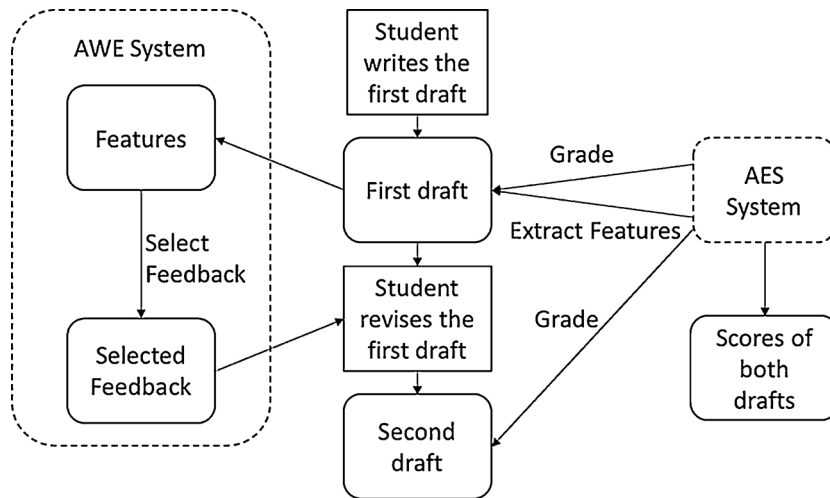 AWE System
Features
Select
Feedback
Selected
Feedback
Student
writes the
first draft
First draft
Student
revises the
first draft
Second
draft
Grade
Extract Features
Grade
AES
System
Scores of
both
drafts